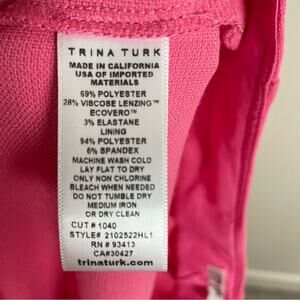 TRINA TURK
MADE IN CALIFORNIA
USA OF IMPORTED
MATERIALS
69% POLYESTER
28% VISCOSE LENZING™
ECOVERO™
3% ELASTANE
LINING
94% POLYESTER
6% SPANDEX
MACHINE WASH COLD
LAY FLAT TO DRY
ONLY NON CHLORINE
BLEACH WHEN NEEDED
DO NOT TUMBLE DRY
MEDIUM IRON
OR DRY CLEAN
CUT # 1040
STYLE# 2102522HL1
RN # 93413
CA#30427
trinaturk.com